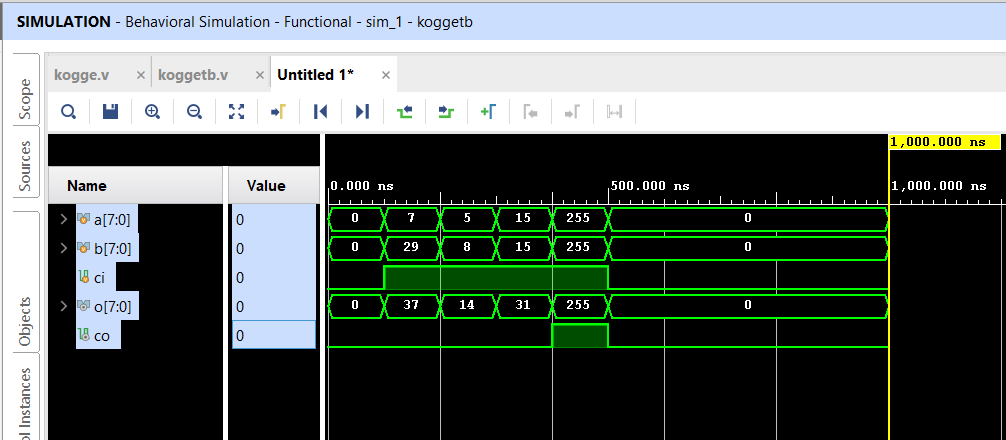 SIMULATION - Behavioral Simulation - Functional - sim_1 - koggetb
Scope
Sources
Objects
ol Instances
kogge.v × koggetb.v × Untitled 1* ×
1,000.000 ns
Name Value 0.000 ns 500.000 ns 1,000.000 ns
a[7:0] 0 0 7 5 15 255 0
b[7:0] 0 0 29 8 15 255 0
ci 0
o[7:0] 0 0 37 14 31 255 0
co 0